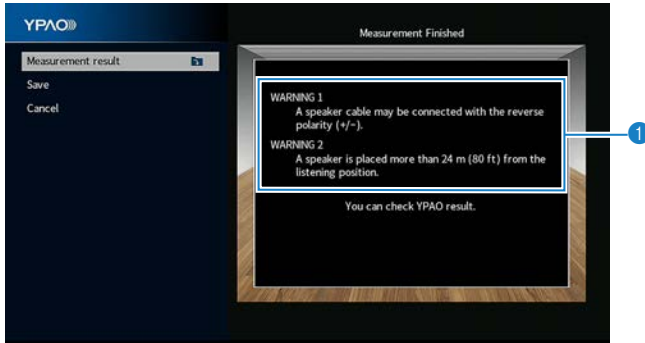 YPAO
Measurement Finished
Measurement result
Save
Cancel
WARNING 1
A speaker cable may be connected with the reverse
polarity (+/-).
WARNING 2
A speaker is placed more than 24 m (80 ft) from the
listening position.
1
You can check YPAO result.